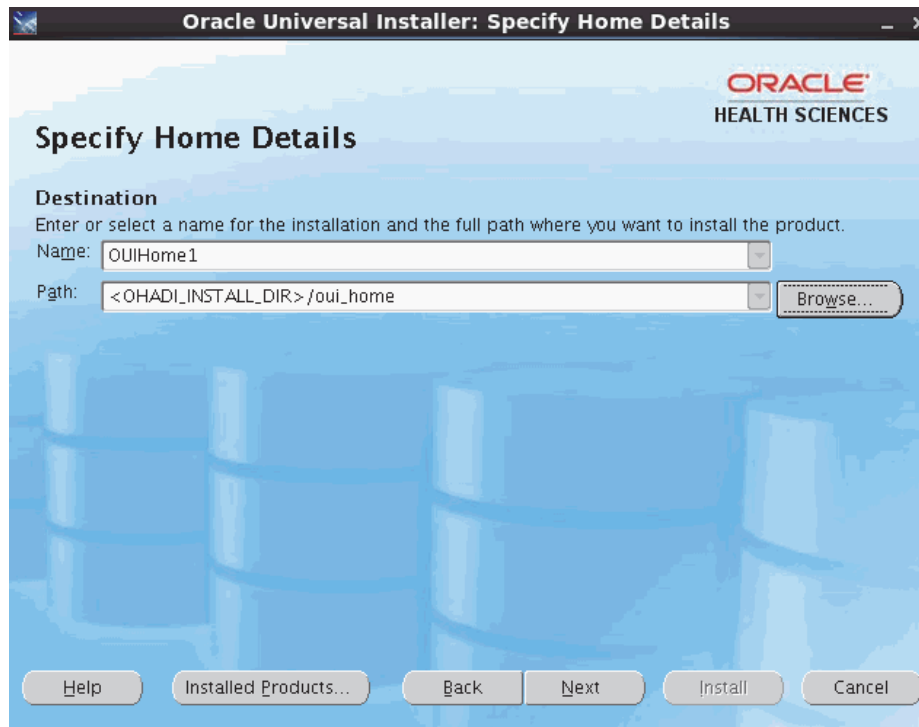 Oracle Universal Installer: Specify Home Details
ORACLE
HEALTH SCIENCES
Specify Home Details
Destination
Enter or select a name for the installation and the full path where you want to install the product.
Name: OUIHome1
Path: <OHADI_INSTALL_DIR>/oui_home Browse...
Help Installed Products... Back Next Install Cancel